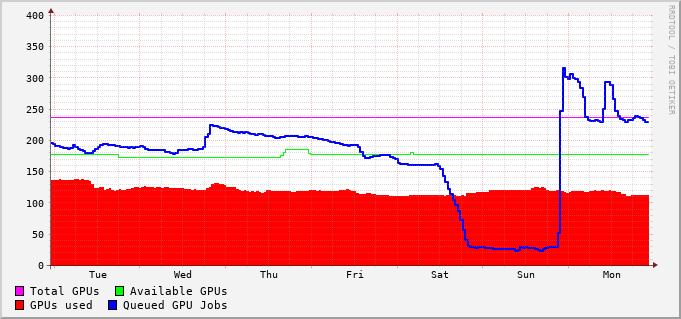 400
350
300
250
200
150
100
50
0
Tue Wed Thu Fri Sat Sun Mon
Total GPUs Available GPUs
GPUs used Queued GPU Jobs
RRDTOOL / TOBI OETIKER